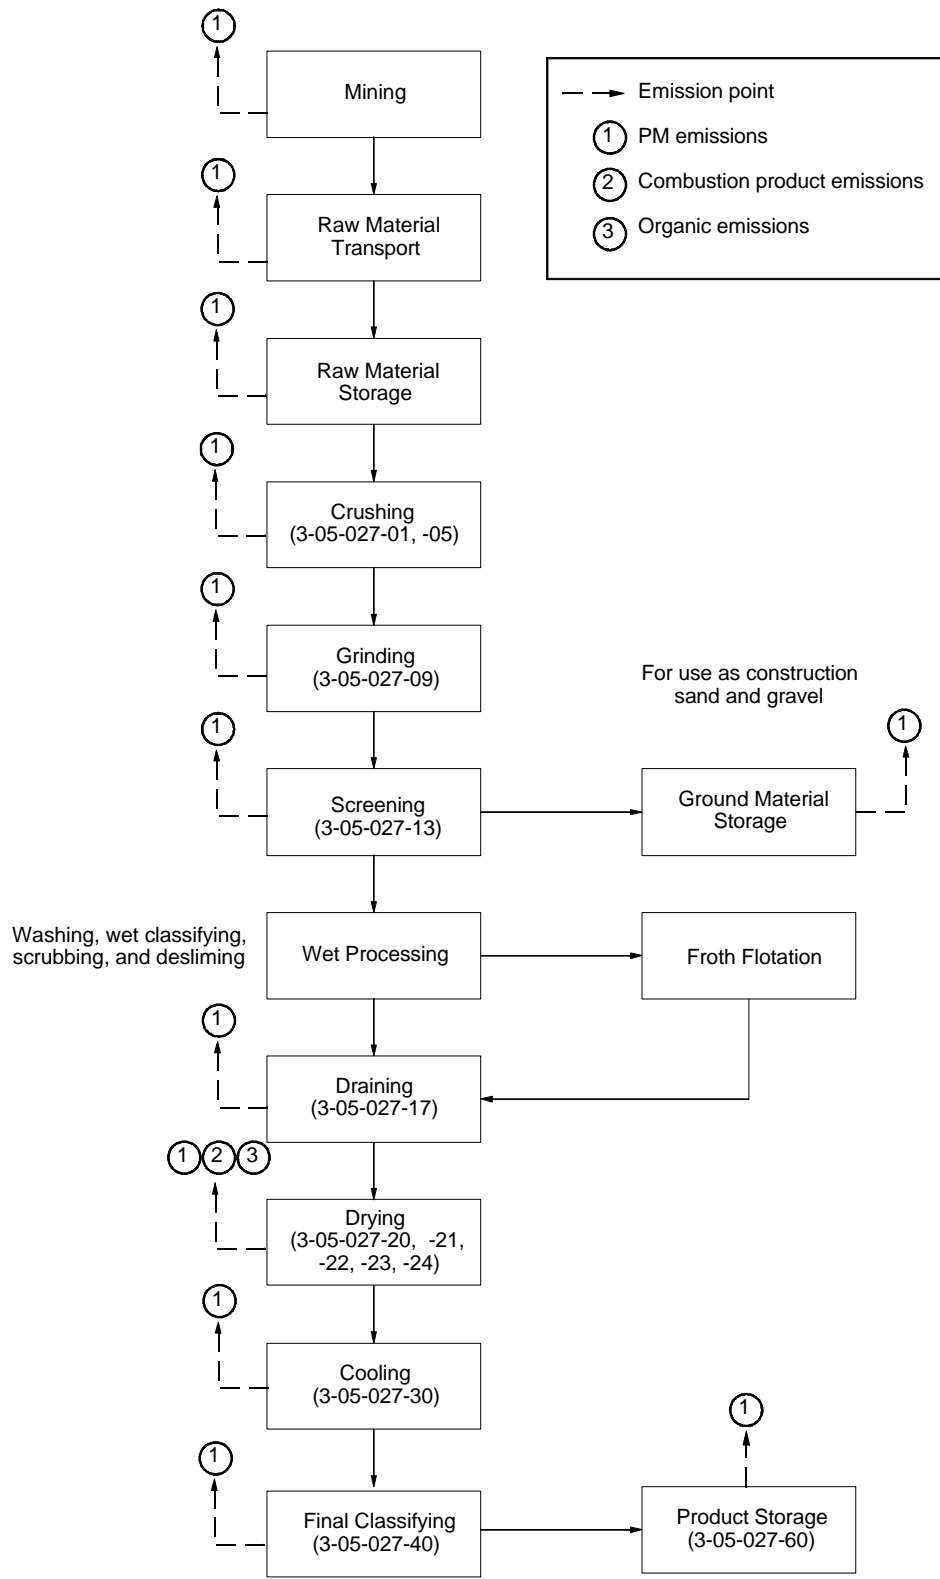 1
Mining
Emission point
1 PM emissions
2 Combustion product emissions
3 Organic emissions
1
Raw Material
Transport
1
Raw Material
Storage
1
Crushing
(3-05-027-01, -05)
1
Grinding
(3-05-027-09)
For use as construction
sand and gravel
1
1
Screening
(3-05-027-13)
Ground Material
Storage
Washing, wet classifying,
scrubbing, and desliming
Wet Processing
Froth Flotation
1
Draining
(3-05-027-17)
1 2 3
Drying
(3-05-027-20, -21,
-22, -23, -24)
1
Cooling
(3-05-027-30)
1
1
Final Classifying
(3-05-027-40)
Product Storage
(3-05-027-60)